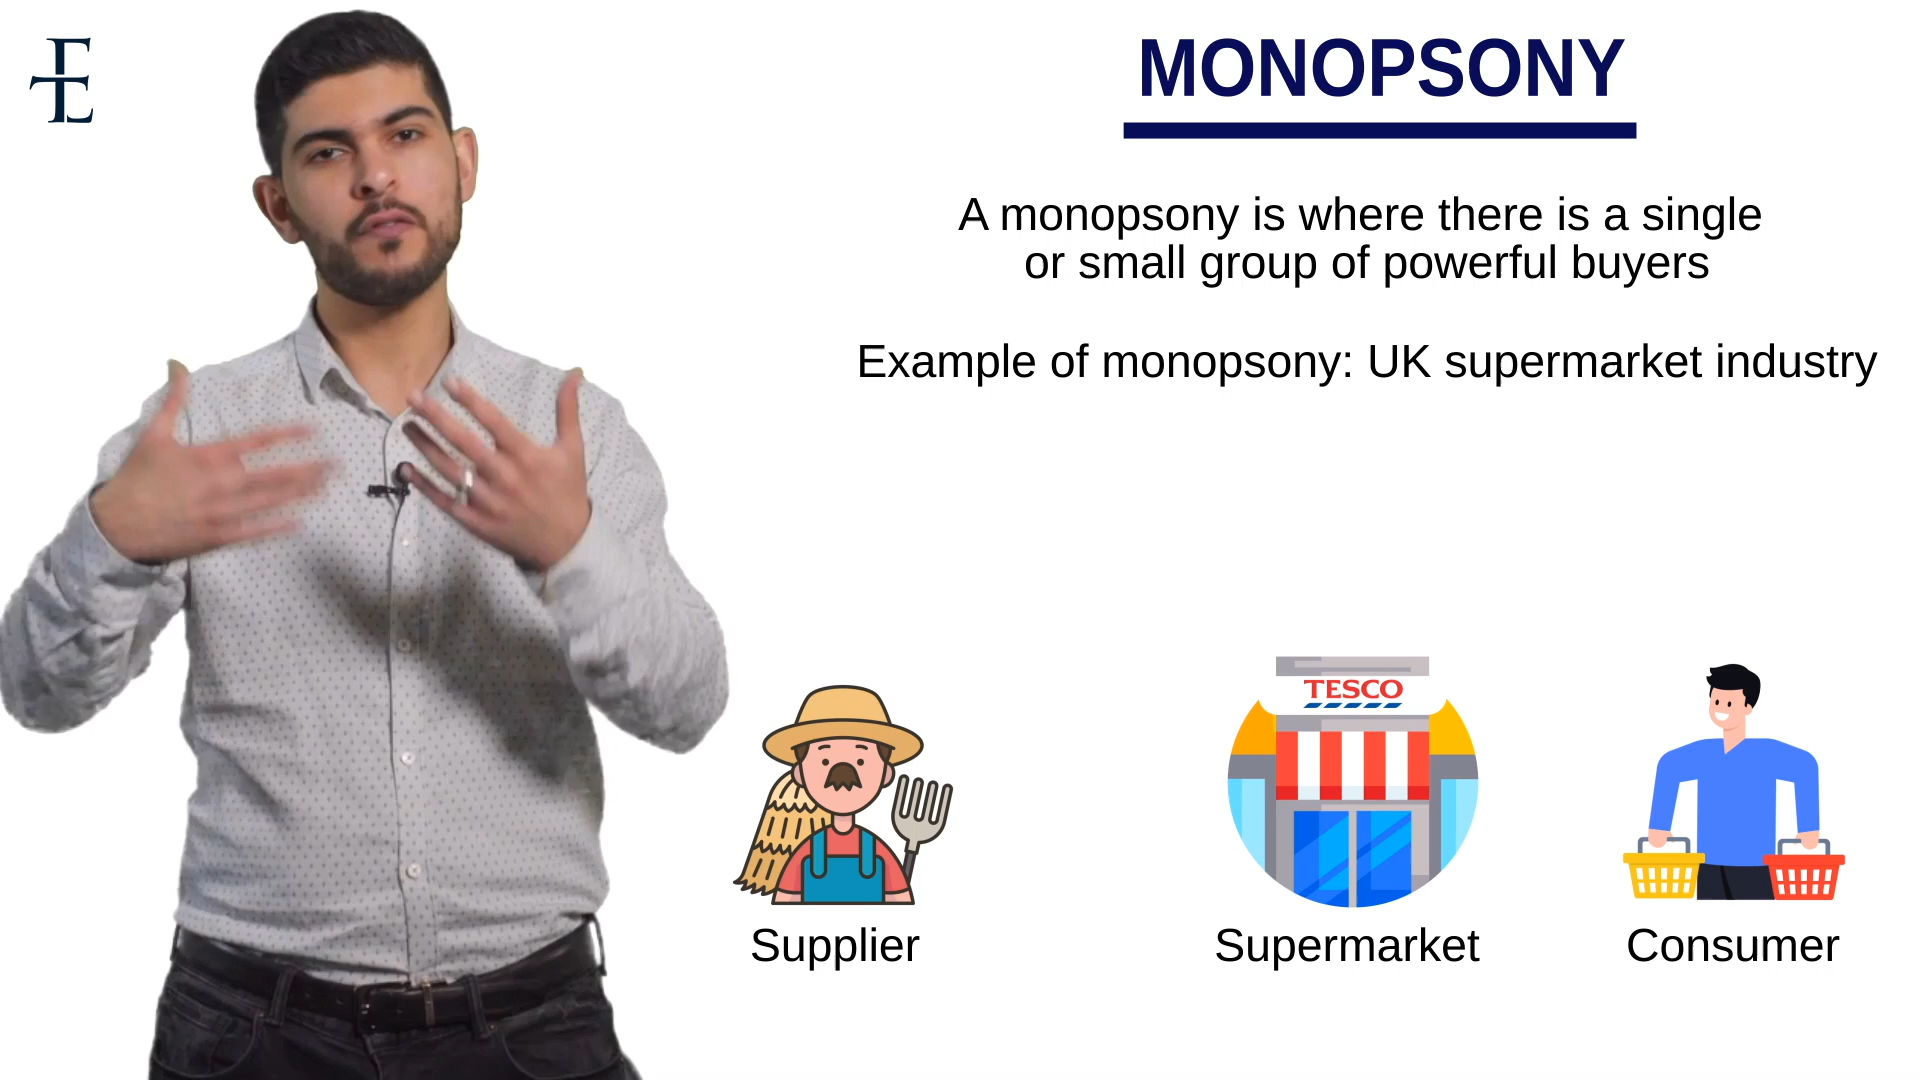 MONOPSONY
A monopsony is where there is a single
or small group of powerful buyers
Example of monopsony: UK supermarket industry
TESCO
Supplier
Supermarket
Consumer